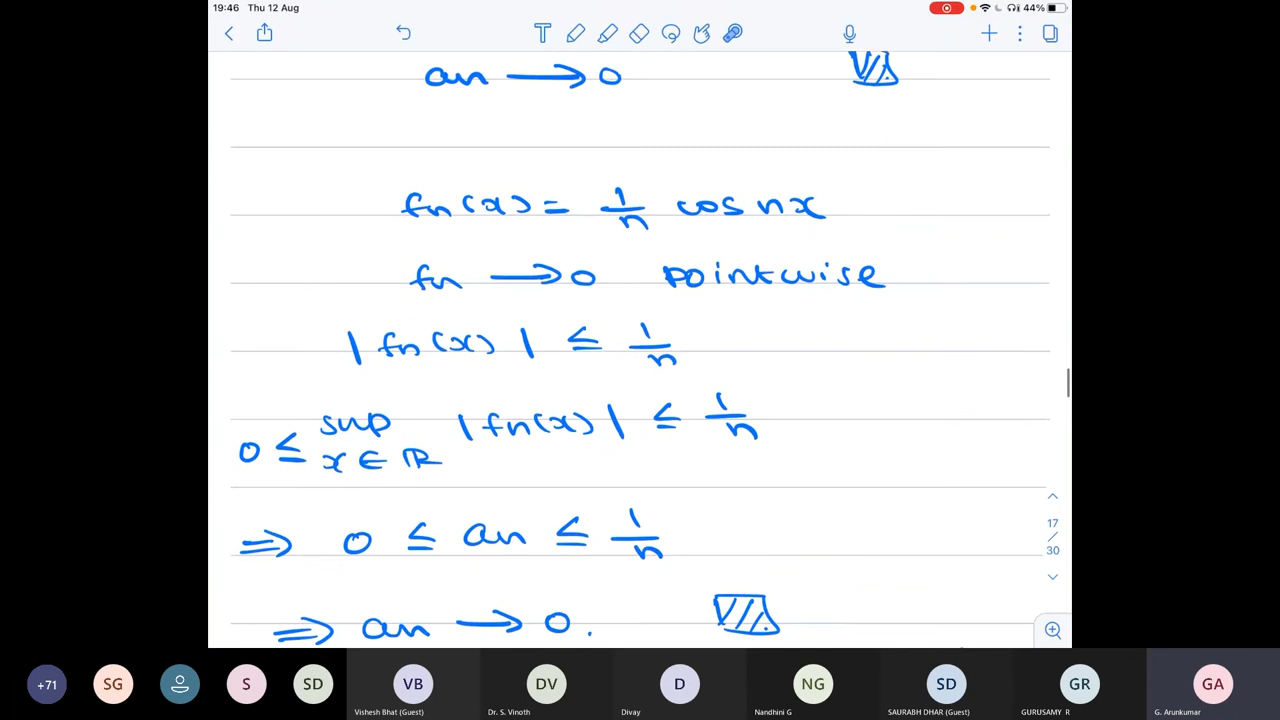 19:46 Thu 12 Aug
44%
T
an ⟶ 0
fn(x) = 1/n cos nx
fn ⟶ 0 pointwise
| fn(x) | ≤ 1/n
0 ≤ sup x∈ℝ |fn(x)| ≤ 1/n
⟹ 0 ≤ an ≤ 1/n
⟹ an ⟶ 0.
17
/
30
+71
SG
S
SD
VB
DV
D
NG
SD
GR
GA
Vishesh Bhat (Guest)
Dr. S. Vinoth
Divay
Nandhini G
SAURABH DHAR (Guest)
GURUSAMY R
G. Arunkumar